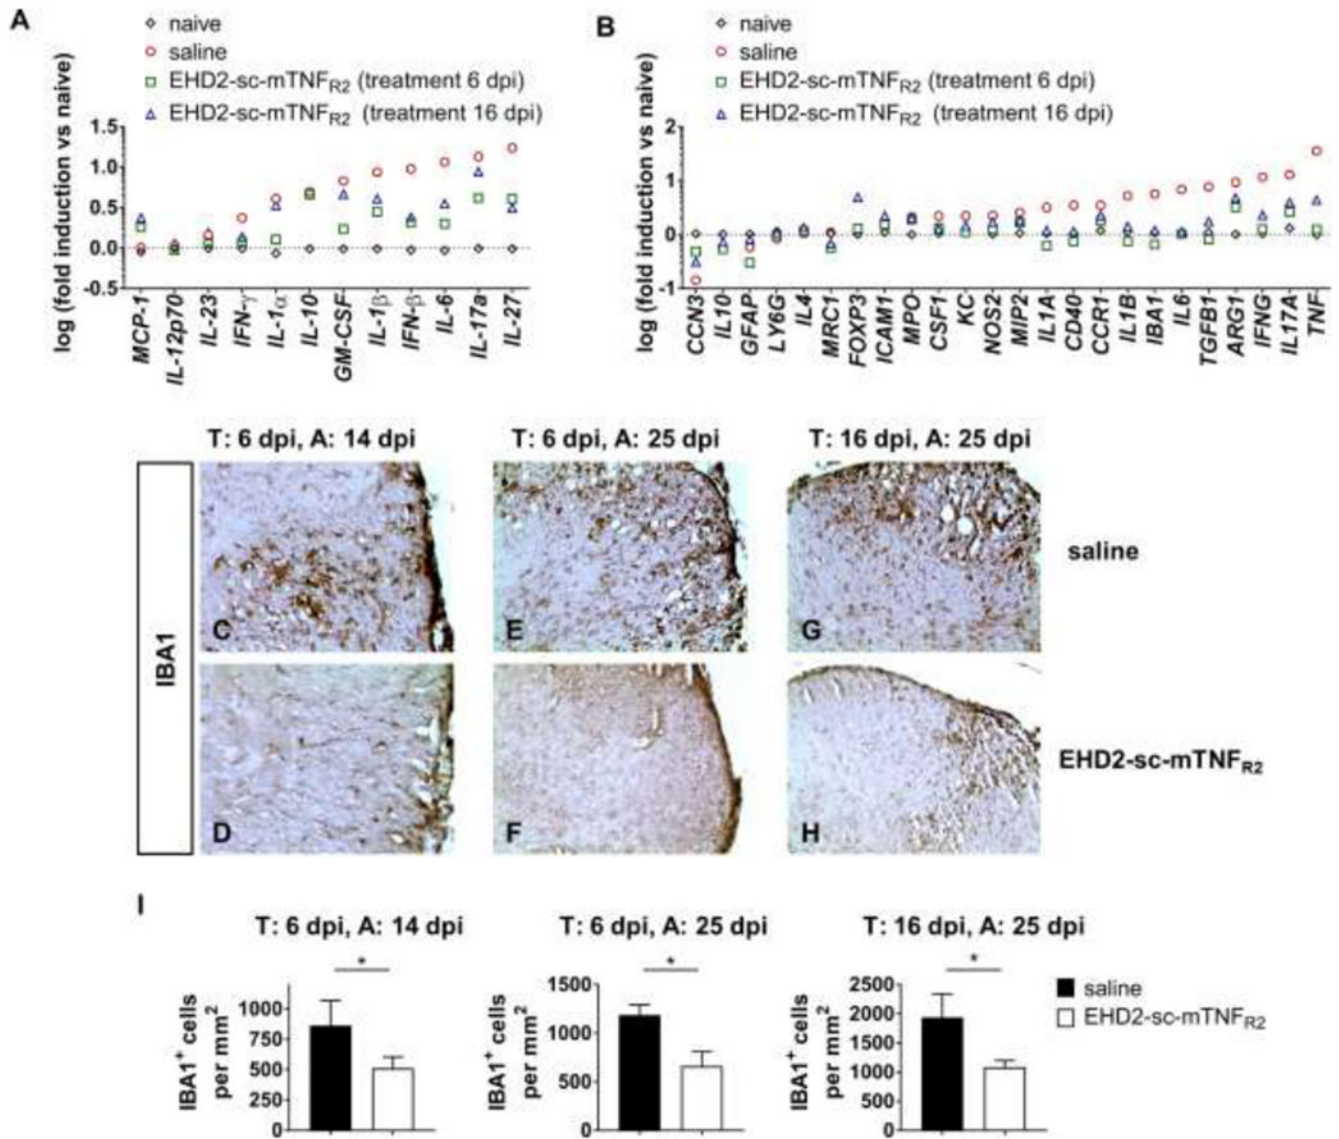 A
naive
saline
EHD2-sc-mTNFR2 (treatment 6 dpi)
EHD2-sc-mTNFR2 (treatment 16 dpi)
log (fold induction vs naive)
1.5
1.0
0.5
0.0
-0.5
MCP-1
IL-12p70
IL-23
IFN-γ
IL-1α
IL-10
GM-CSF
IL-1β
IFN-β
IL-6
IL-17a
IL-27
B
naive
saline
EHD2-sc-mTNFR2 (treatment 6 dpi)
EHD2-sc-mTNFR2 (treatment 16 dpi)
log (fold induction vs naive)
2
1
0
-1
CCN3
IL10
GFAP
LY6G
IL4
MRC1
FOXP3
ICAM1
MPO
CSF1
KC
NOS2
MIP2
IL1A
CD40
CCR1
IL1B
IBA1
IL6
TGFB1
ARG1
IFNG
IL17A
TNF
T: 6 dpi, A: 14 dpi
T: 6 dpi, A: 25 dpi
T: 16 dpi, A: 25 dpi
IBA1
C
E
G
saline
D
F
H
EHD2-sc-mTNFR2
I
T: 6 dpi, A: 14 dpi
*
IBA1+ cells
per mm2
1000
750
500
250
0
T: 6 dpi, A: 25 dpi
*
IBA1+ cells
per mm2
1500
1000
500
0
T: 16 dpi, A: 25 dpi
*
IBA1+ cells
per mm2
2500
2000
1500
1000
500
0
saline
EHD2-sc-mTNFR2